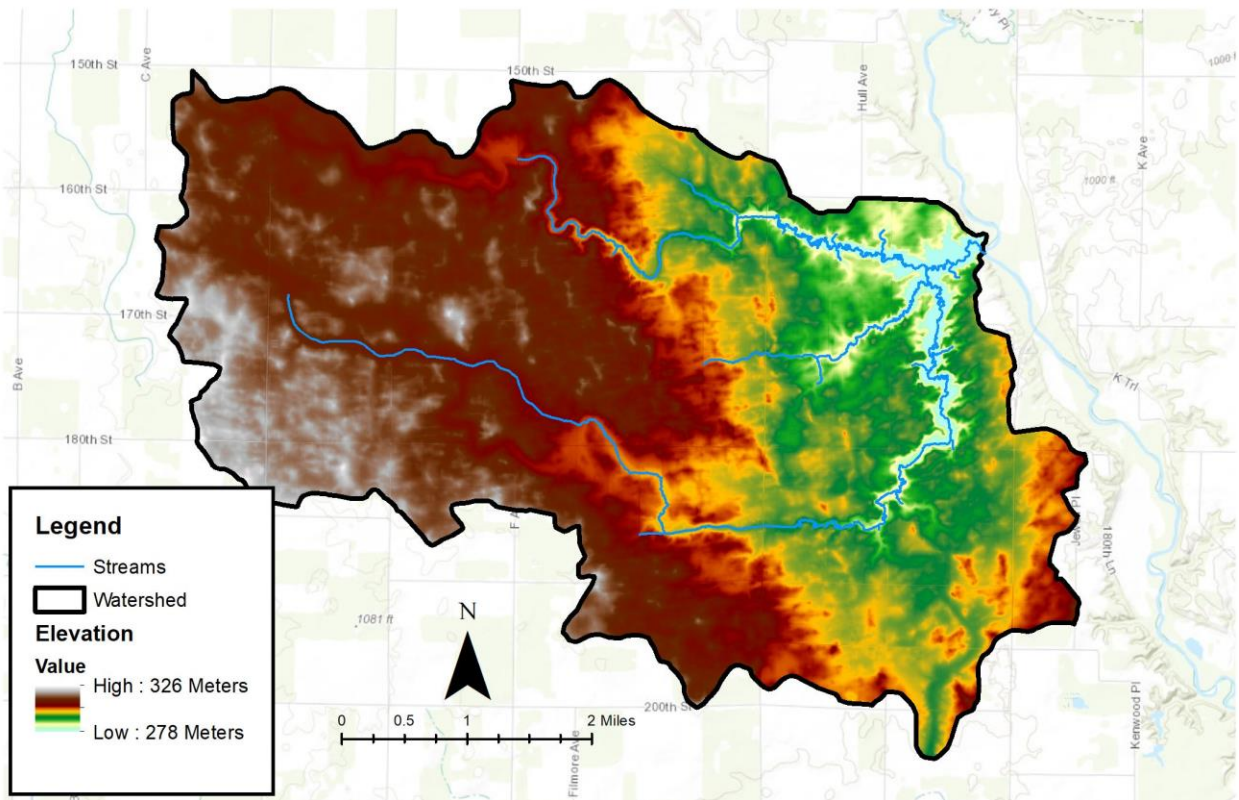 150th St
C Ave
150th St
Hull Ave
1000 ft
K Ave
160th St
1000 ft
170th St
B Ave
K Trl
180th St
F A
180th Ln
1081 ft
200th St
Filmore Ave
Kenwood Pl
N
0 0.5 1 2 Miles
Legend
Streams
Watershed
Elevation
Value
High : 326 Meters
Low : 278 Meters